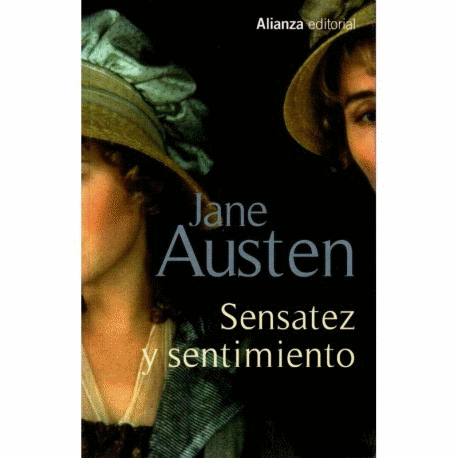 Alianza editorial
Jane
Austen
Sensatez
y sentimiento